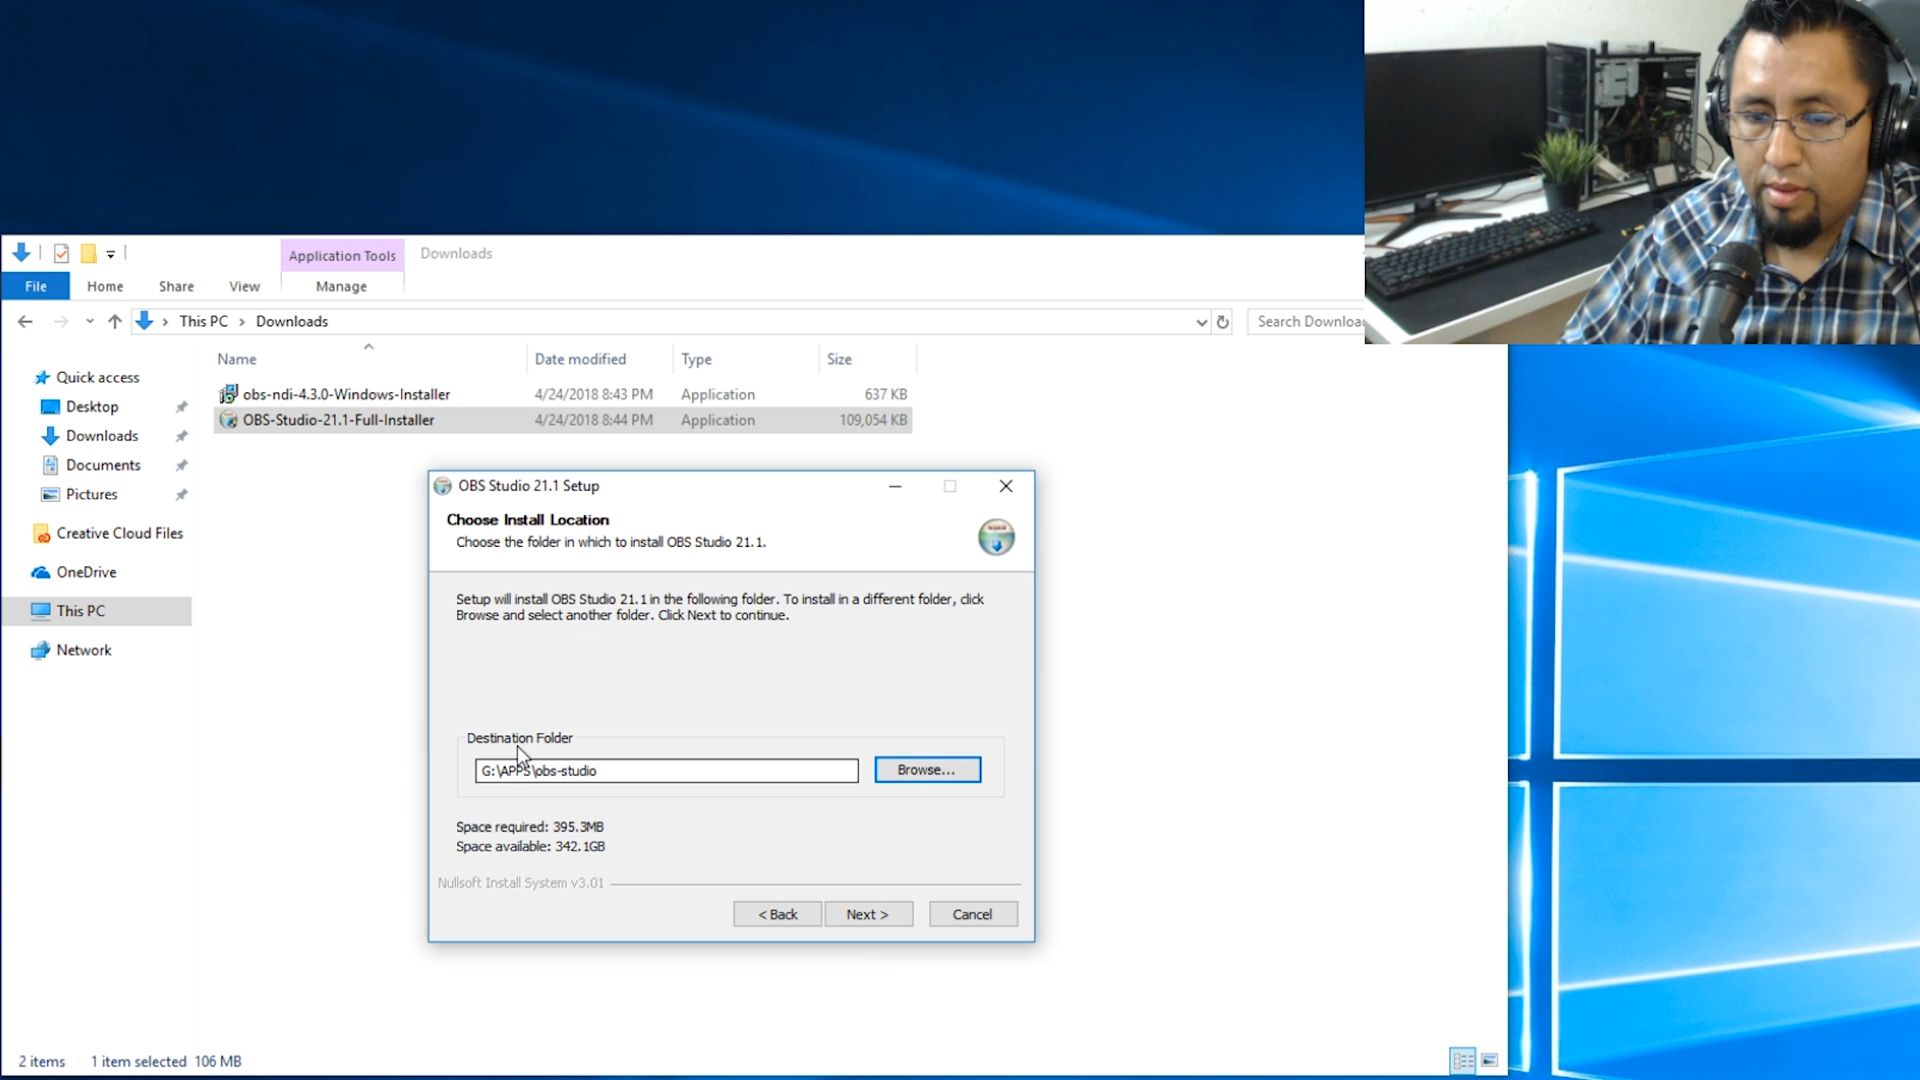 Application Tools
Downloads
File
Home
Share
View
Manage
This PC
Downloads
Search Downloa
Name
Date modified
Type
Size
obs-ndi-4.3.0-Windows-Installer
4/24/2018 8:43 PM
Application
637 KB
OBS-Studio-21.1-Full-Installer
4/24/2018 8:44 PM
Application
109,054 KB
Quick access
Desktop
Downloads
Documents
Pictures
Creative Cloud Files
OneDrive
This PC
Network
OBS Studio 21.1 Setup
Choose Install Location
Choose the folder in which to install OBS Studio 21.1.
Setup will install OBS Studio 21.1 in the following folder. To install in a different folder, click
Browse and select another folder. Click Next to continue.
Destination Folder
G:\APPS\obs-studio
Browse...
Space required: 395.3MB
Space available: 342.1GB
Nullsoft Install System v3.01
< Back
Next >
Cancel
2 items
1 item selected 106 MB